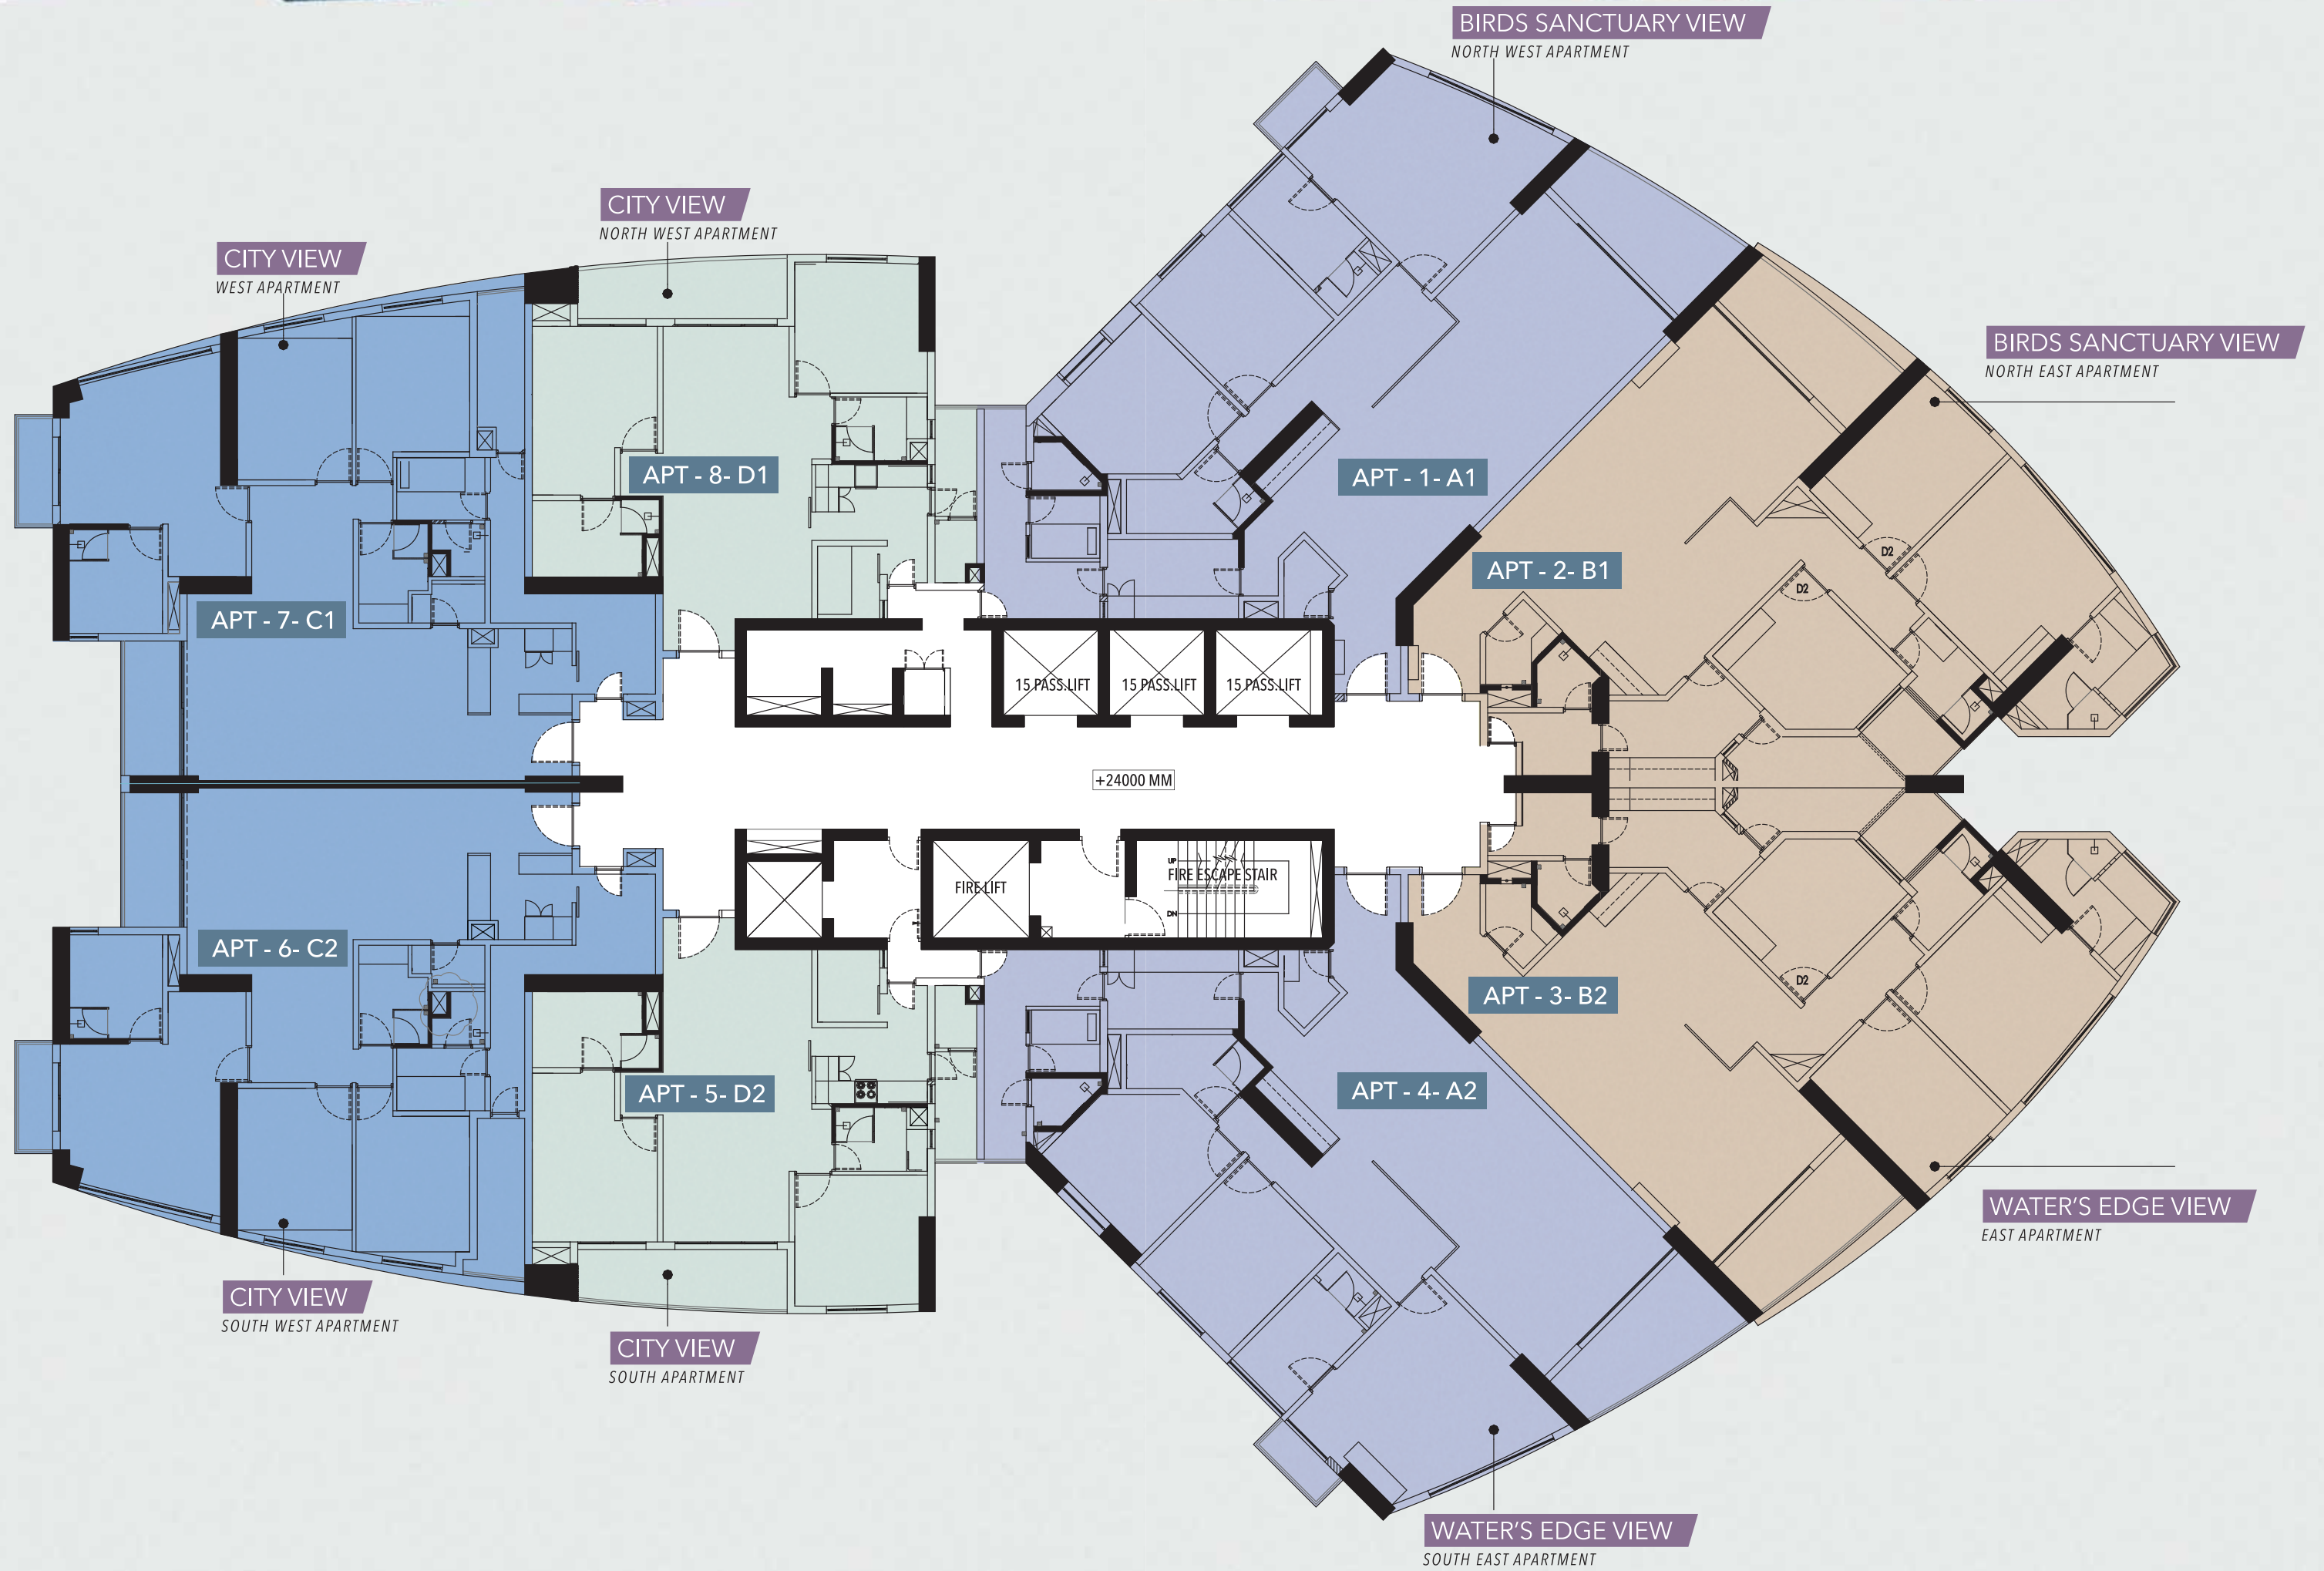 BIRDS SANCTUARY VIEW
NORTH WEST APARTMENT
CITY VIEW
NORTH WEST APARTMENT
CITY VIEW
WEST APARTMENT
BIRDS SANCTUARY VIEW
NORTH EAST APARTMENT
APT - 8- D1
APT - 1- A1
D2
APT - 2- B1
D2
APT - 7- C1
15 PASS.LIFT
15 PASS.LIFT
15 PASS.LIFT
+24000 MM
UP
FIRE ESCAPE STAIR
FIRE LIFT
DN
APT - 6- C2
D2
APT - 3- B2
APT - 5- D2
APT - 4- A2
WATER'S EDGE VIEW
EAST APARTMENT
CITY VIEW
SOUTH WEST APARTMENT
CITY VIEW
SOUTH APARTMENT
WATER'S EDGE VIEW
SOUTH EAST APARTMENT